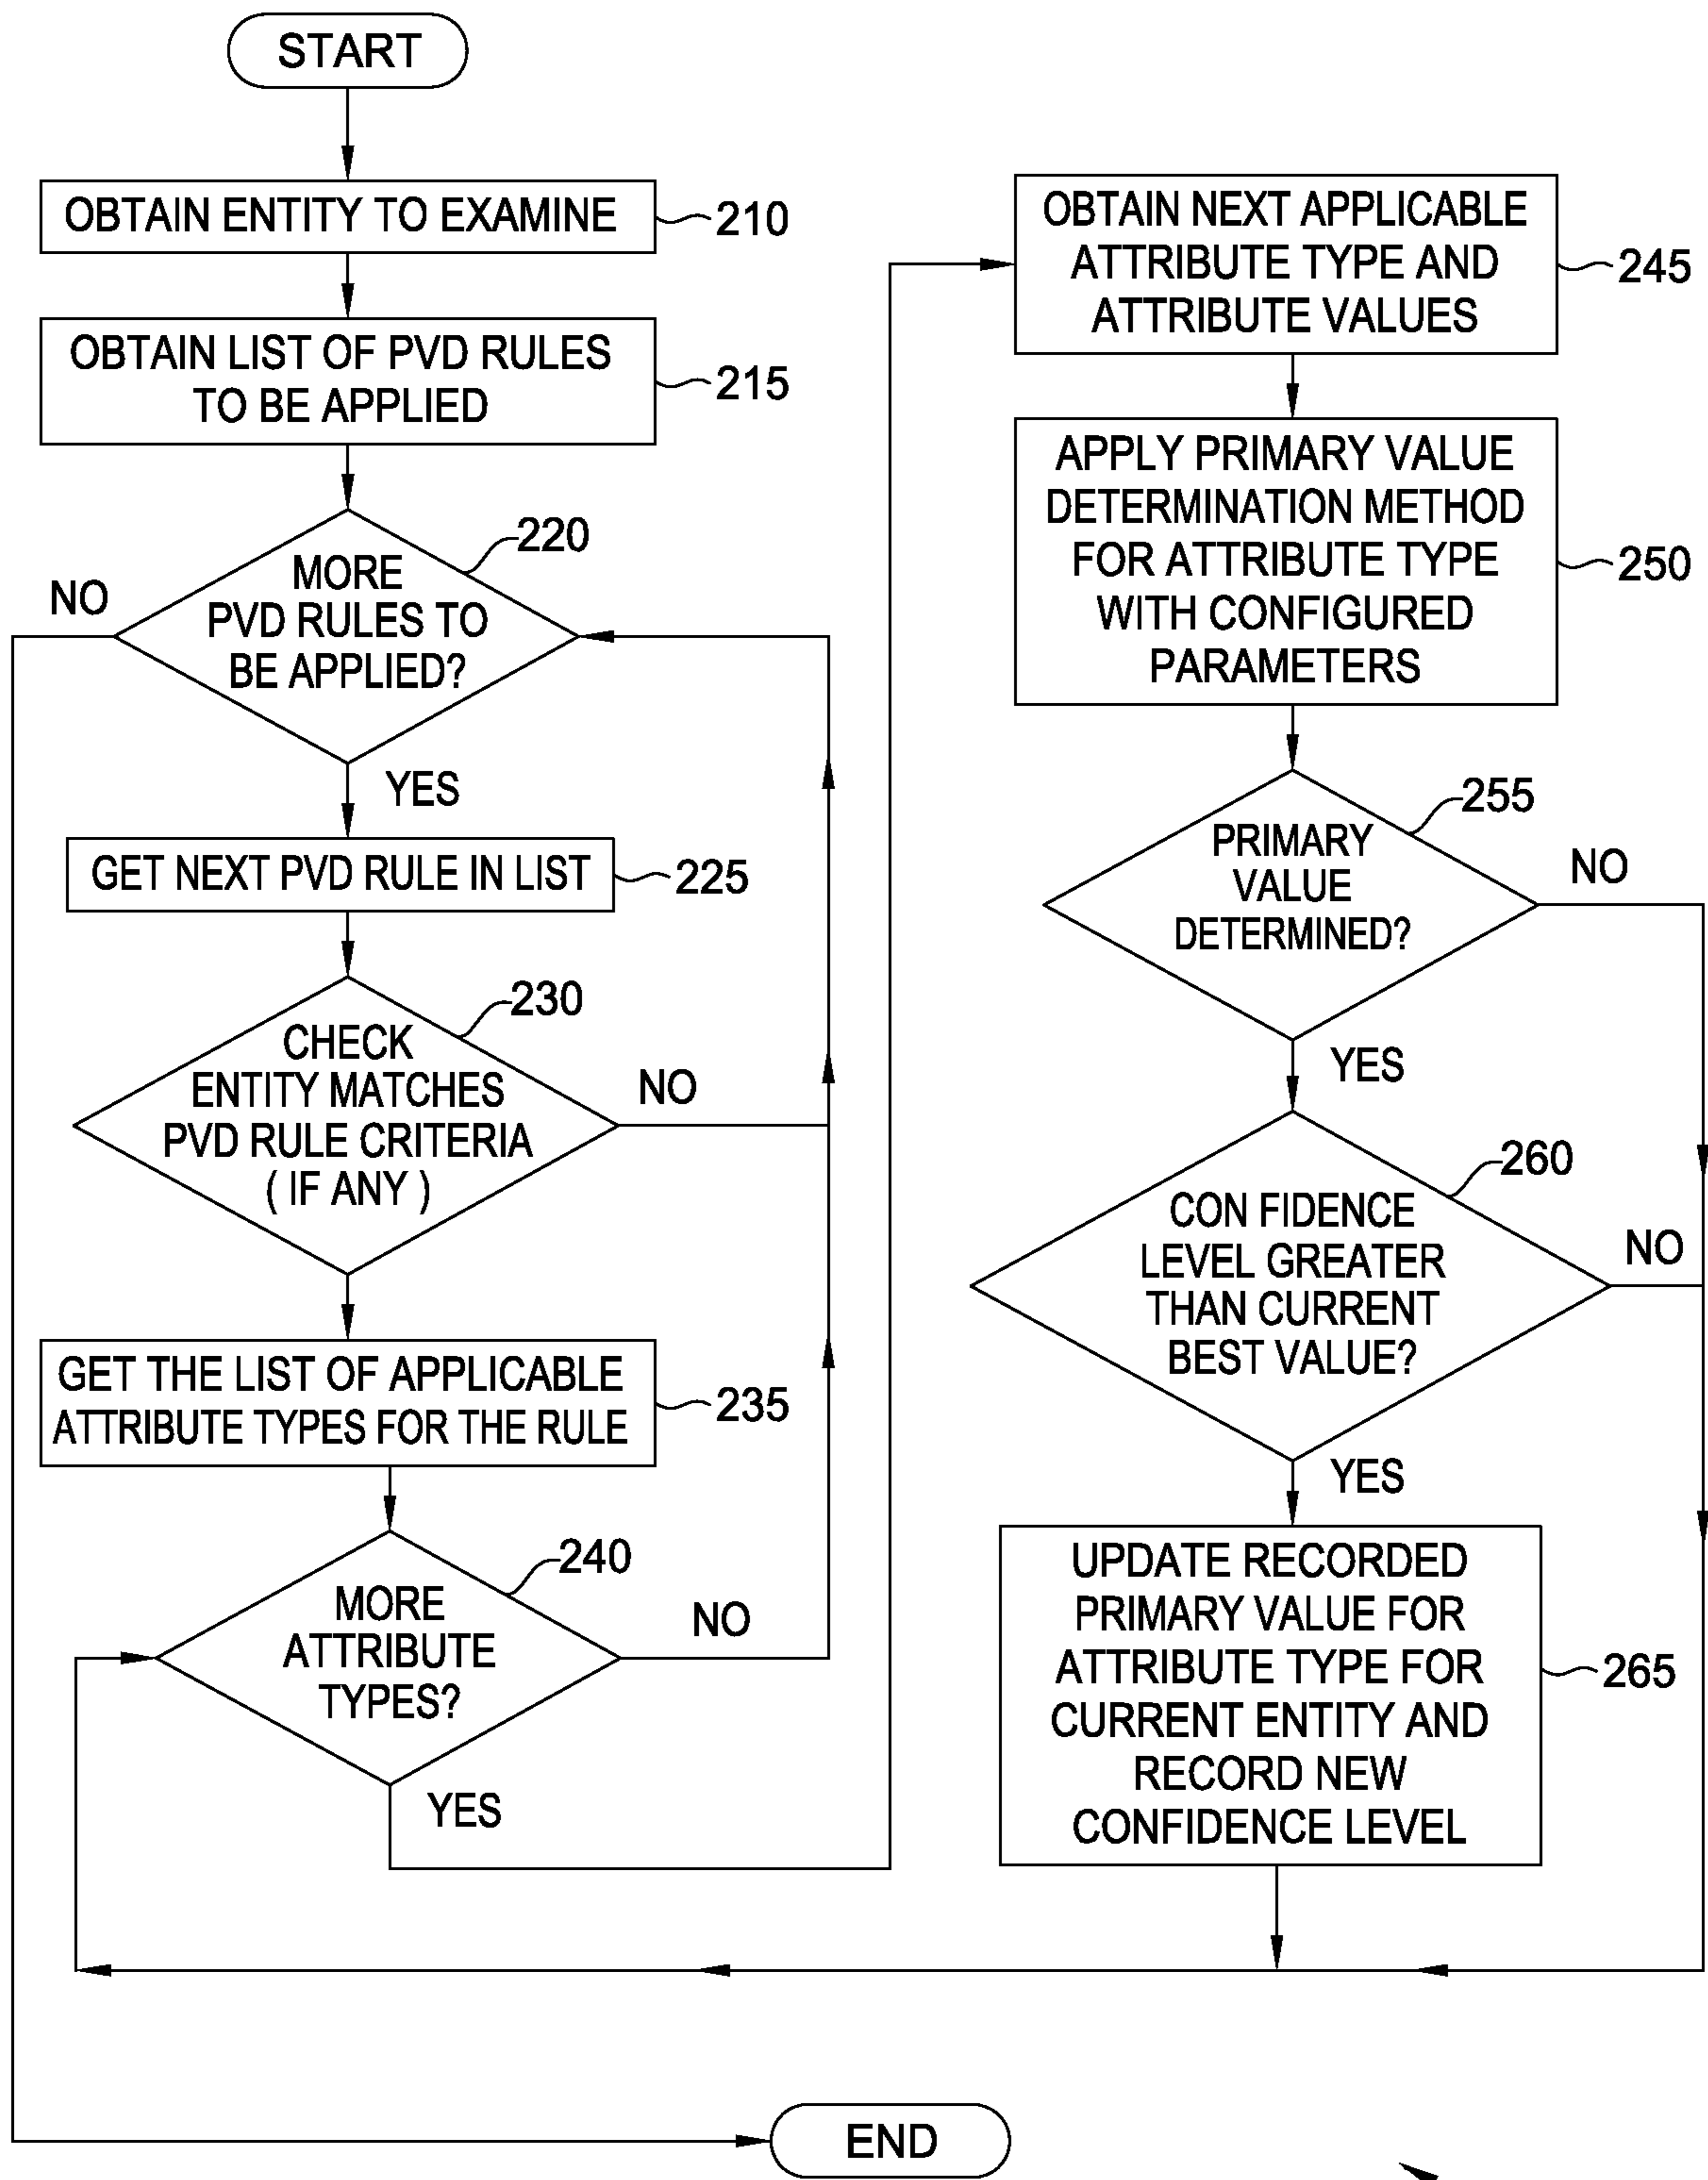 START
OBTAIN ENTITY TO EXAMINE
210
OBTAIN LIST OF PVD RULES
TO BE APPLIED
215
220
MORE
PVD RULES TO
BE APPLIED?
NO
YES
GET NEXT PVD RULE IN LIST
225
230
CHECK
ENTITY MATCHES
PVD RULE CRITERIA
( IF ANY )
NO
GET THE LIST OF APPLICABLE
ATTRIBUTE TYPES FOR THE RULE
235
240
MORE
ATTRIBUTE
TYPES?
NO
YES
OBTAIN NEXT APPLICABLE
ATTRIBUTE TYPE AND
ATTRIBUTE VALUES
245
APPLY PRIMARY VALUE
DETERMINATION METHOD
FOR ATTRIBUTE TYPE
WITH CONFIGURED
PARAMETERS
250
255
PRIMARY
VALUE
DETERMINED?
NO
YES
260
CON FIDENCE
LEVEL GREATER
THAN CURRENT
BEST VALUE?
NO
YES
UPDATE RECORDED
PRIMARY VALUE FOR
ATTRIBUTE TYPE FOR
CURRENT ENTITY AND
RECORD NEW
CONFIDENCE LEVEL
265
END